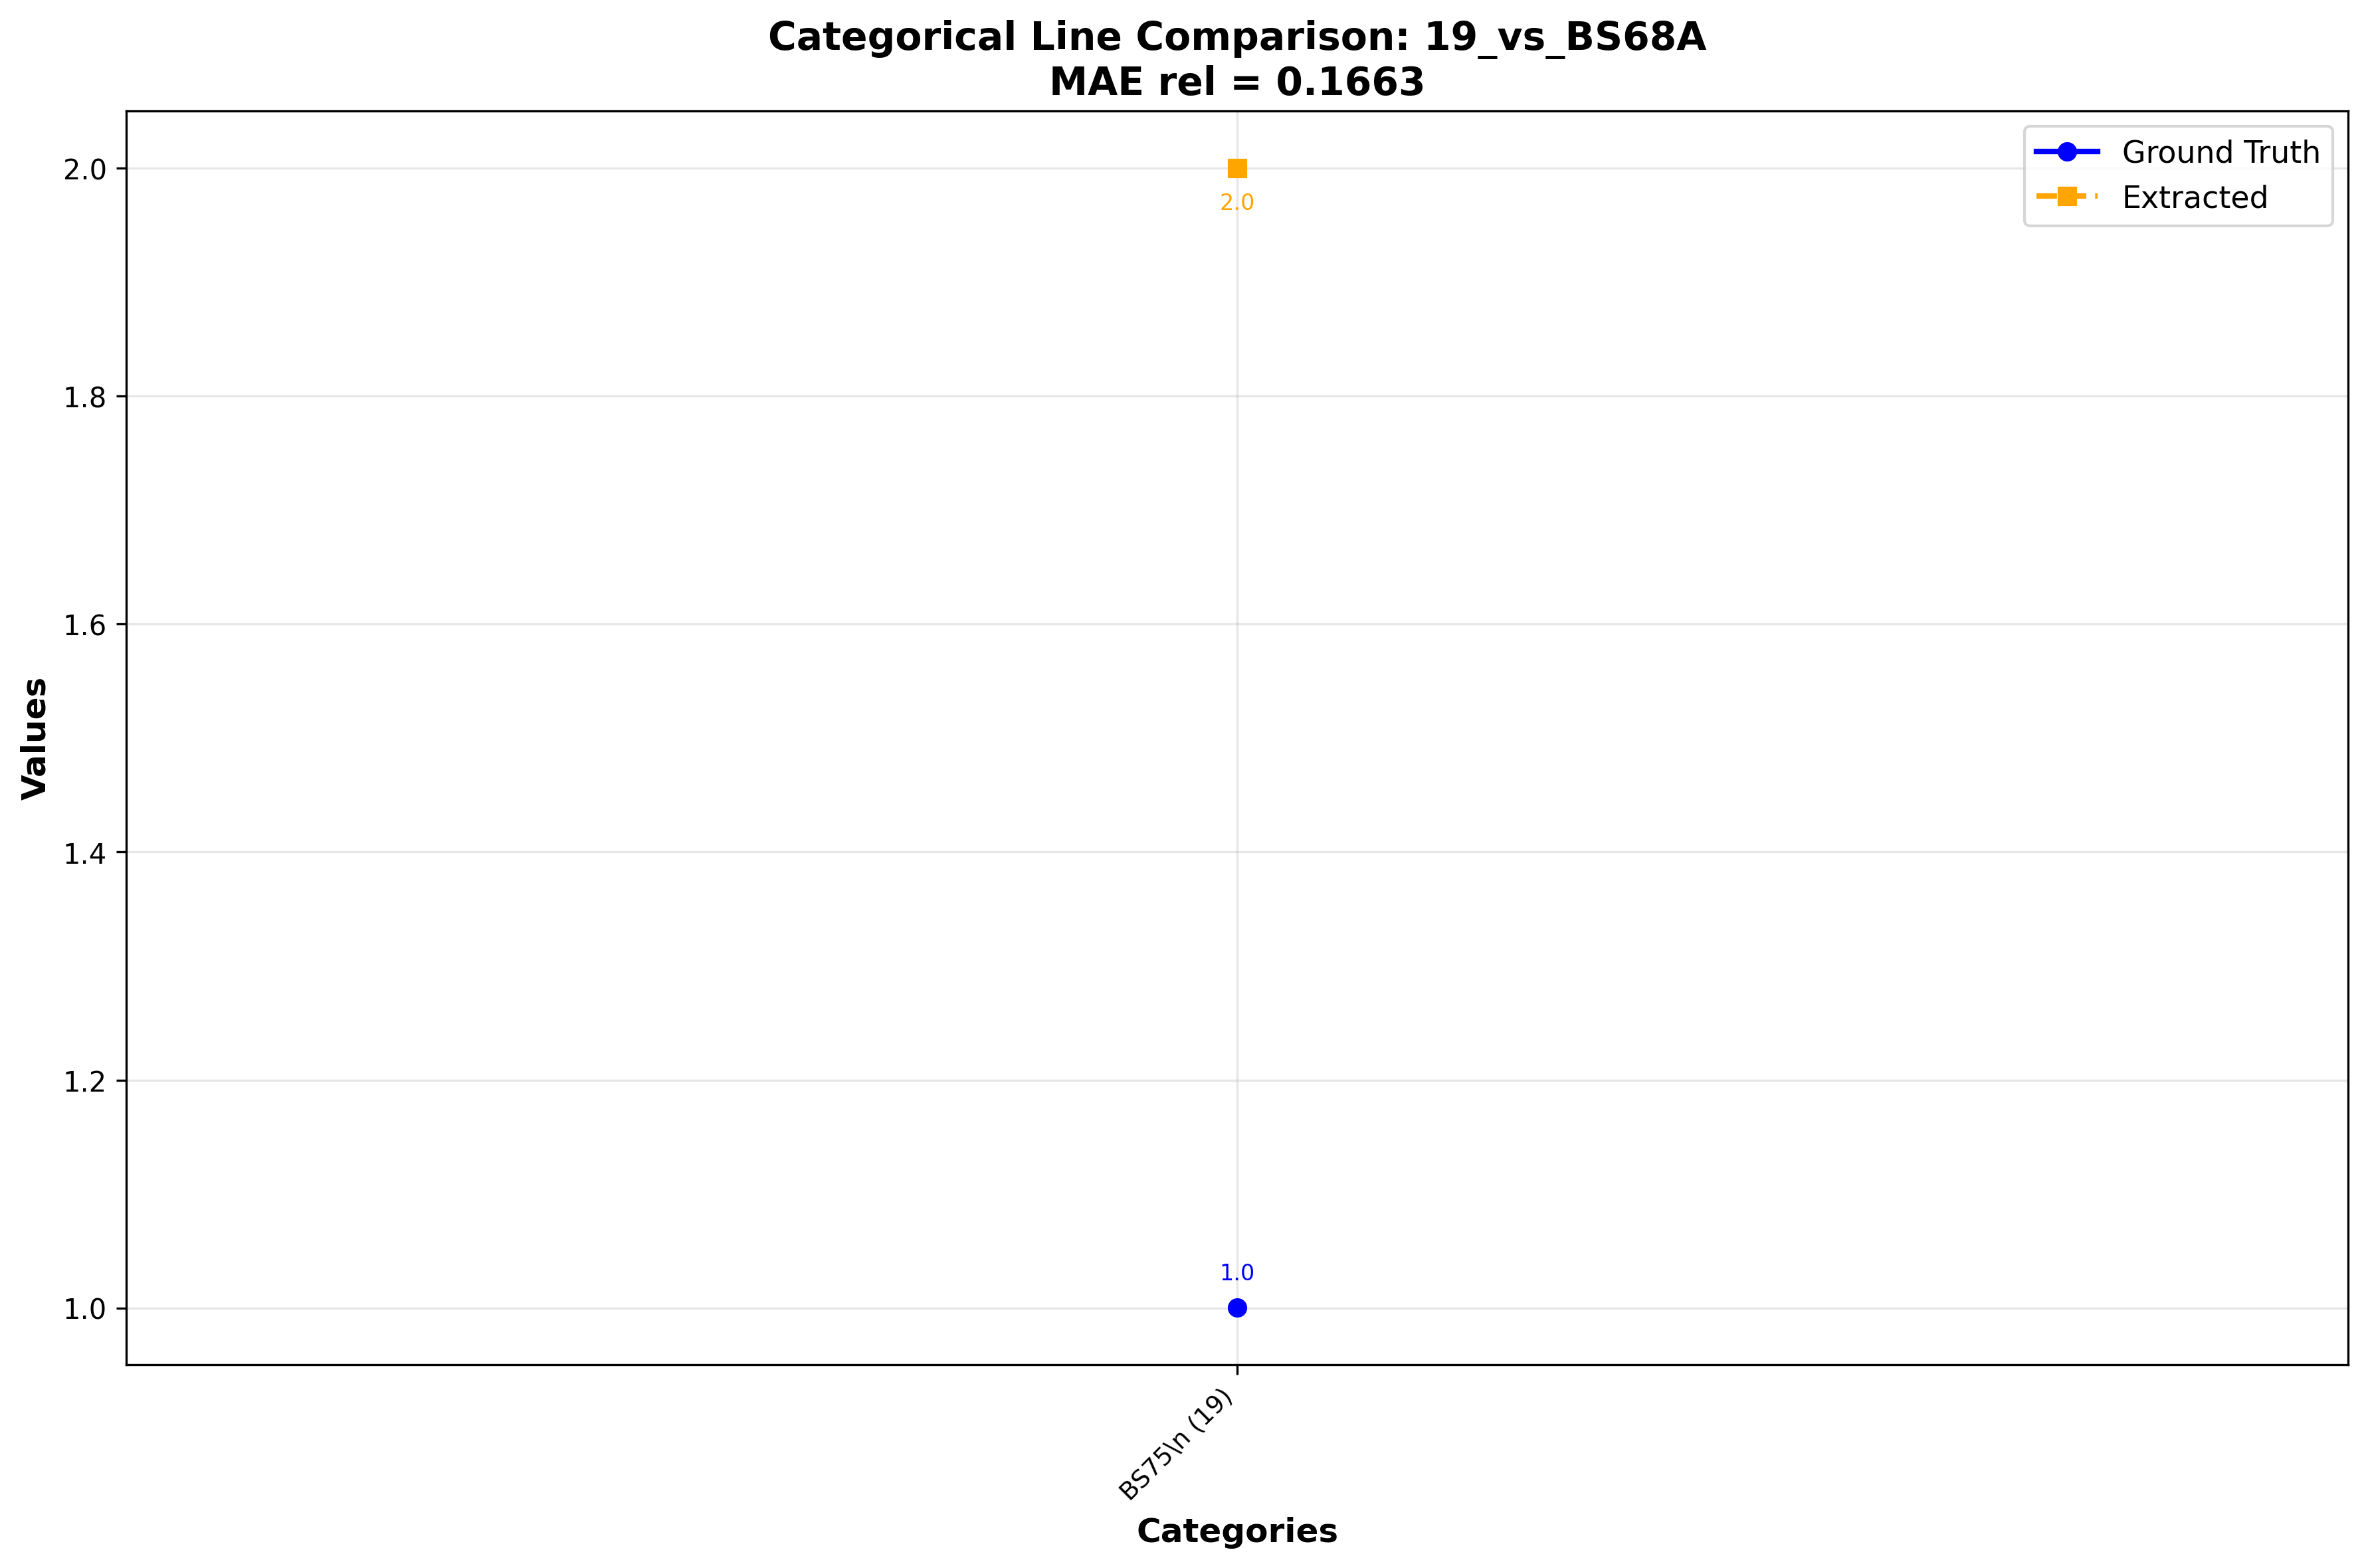 Categorical Line Comparison: 19_vs_BS68A
MAE rel = 0.1663
Ground Truth
Extracted
2.0
1.8
1.6
1.4
1.2
1.0
2.0
1.0
Values
BS75\n (19)
Categories